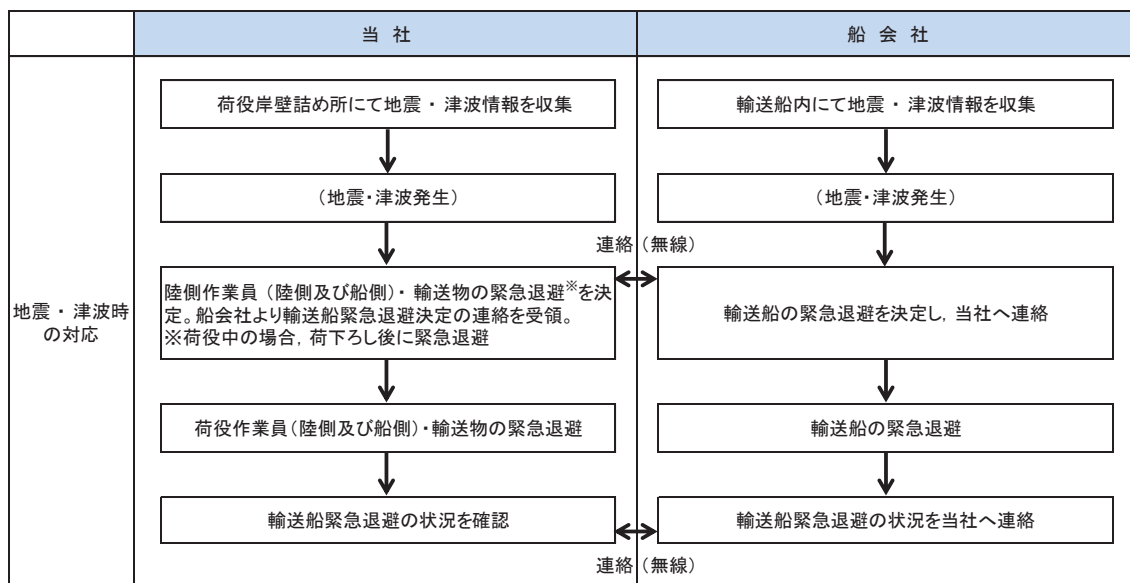 当 社
船 会 社
地震・津波時
の対応
荷役岸壁詰め所にて地震・津波情報を収集
輸送船内にて地震・津波情報を収集
（地震・津波発生）
（地震・津波発生）
連絡（無線）
陸側作業員（陸側及び船側）・輸送物の緊急退避※を決
定。船会社より輸送船緊急退避決定の連絡を受領。
※荷役中の場合，荷下ろし後に緊急退避
輸送船の緊急退避を決定し，当社へ連絡
荷役作業員（陸側及び船側）・輸送物の緊急退避
輸送船の緊急退避
輸送船緊急退避の状況を確認
輸送船緊急退避の状況を当社へ連絡
連絡（無線）